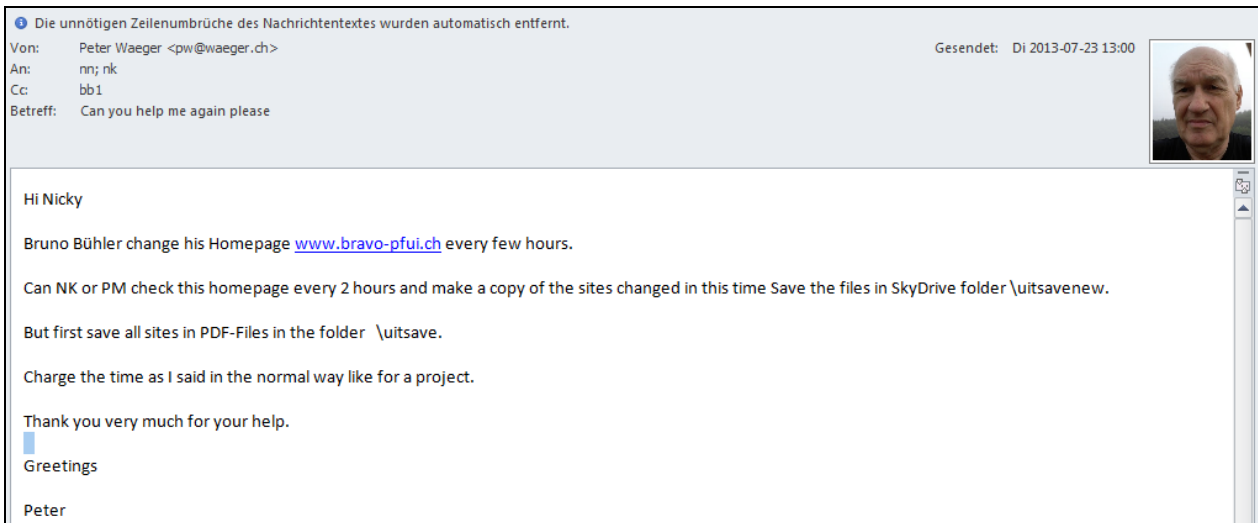 Die unnötigen Zeilenumbrüche des Nachrichtentextes wurden automatisch entfernt.
Von: Peter Waeger <pw@waeger.ch> Gesendet: Di 2013-07-23 13:00
An: nn; nk
Cc: bb1
Betreff: Can you help me again please
Hi Nicky
Bruno Bühler change his Homepage www.bravo-pfui.ch every few hours.
Can NK or PM check this homepage every 2 hours and make a copy of the sites changed in this time Save the files in SkyDrive folder \uitsavenew.
But first save all sites in PDF-Files in the folder \uitsave.
Charge the time as I said in the normal way like for a project.
Thank you very much for your help.
Greetings
Peter